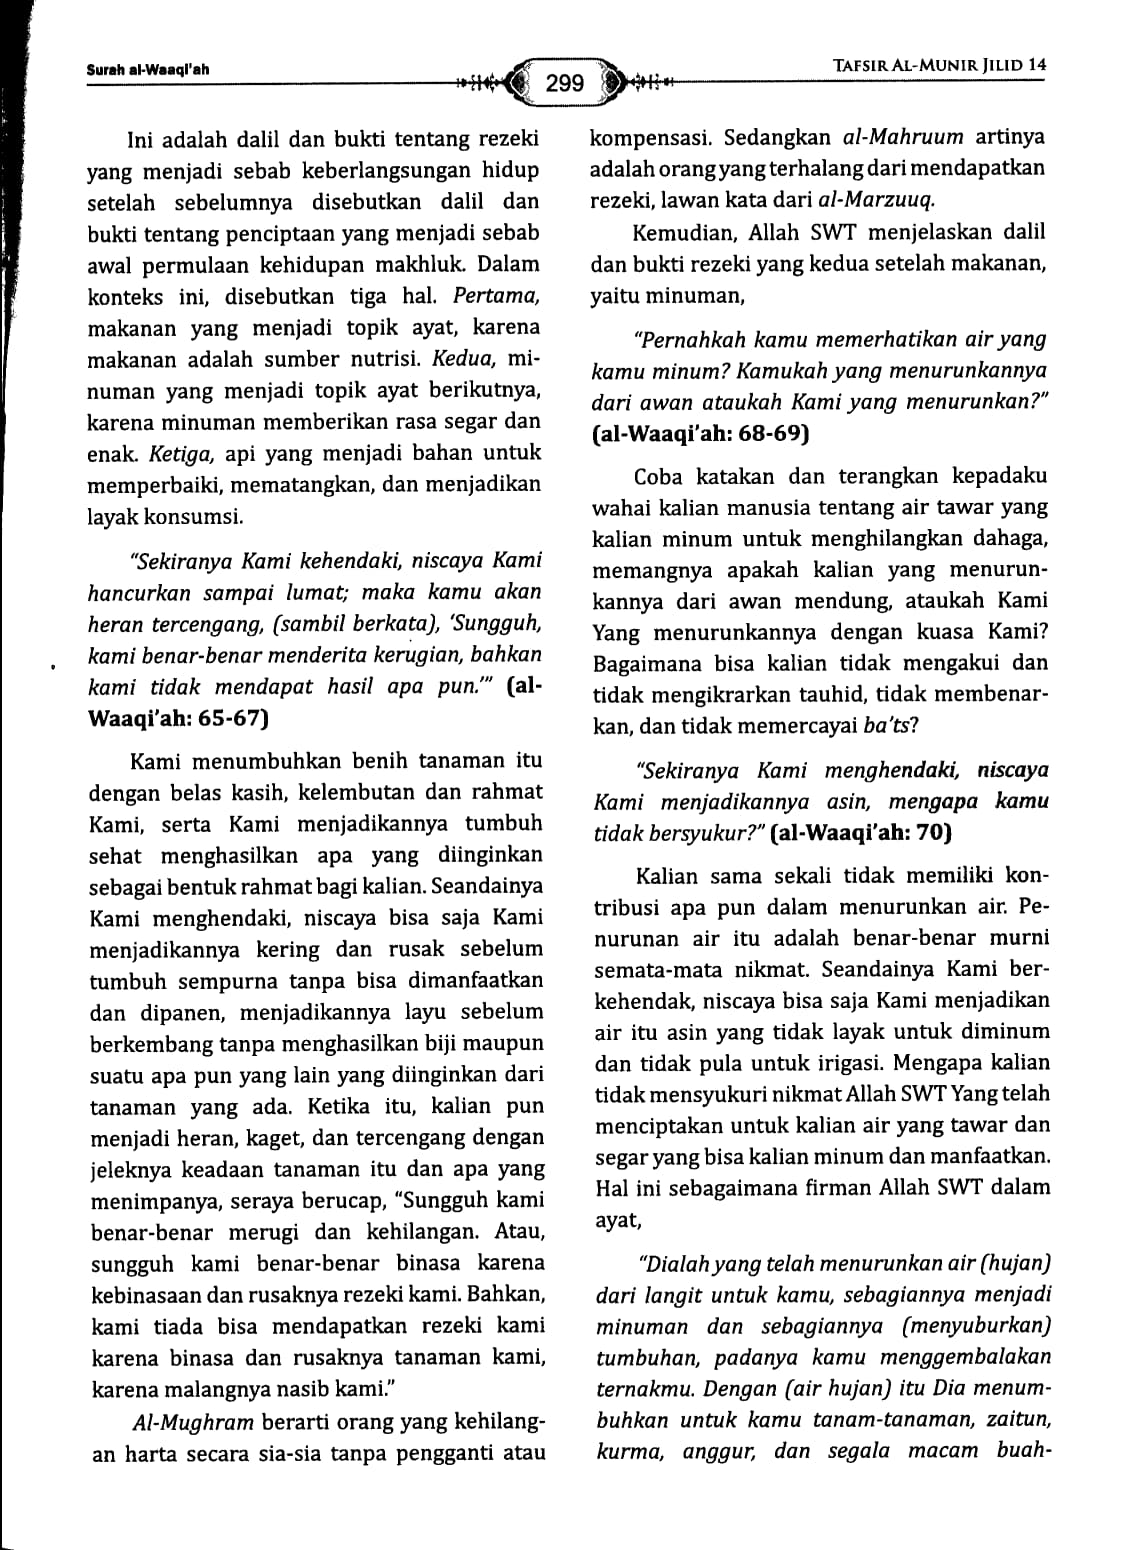 Surah al-Waaqi'ah
299
TAFSIR AL-MUNIR JILID 14
Ini adalah dalil dan bukti tentang rezeki
yang menjadi sebab keberlangsungan hidup
setelah sebelumnya disebutkan dalil dan
bukti tentang penciptaan yang menjadi sebab
awal permulaan kehidupan makhluk. Dalam
konteks ini, disebutkan tiga hal. Pertama,
makanan yang menjadi topik ayat, karena
makanan adalah sumber nutrisi. Kedua, mi-
numan yang menjadi topik ayat berikutnya,
karena minuman memberikan rasa segar dan
enak. Ketiga, api yang menjadi bahan untuk
memperbaiki, mematangkan, dan menjadikan
layak konsumsi.
“Sekiranya Kami kehendaki, niscaya Kami
hancurkan sampai lumat; maka kamu akan
heran tercengang, (sambil berkata), ‘Sungguh,
kami benar-benar menderita kerugian, bahkan
kami tidak mendapat hasil apa pun.’” (al-
Waaqi’ah: 65-67)
Kami menumbuhkan benih tanaman itu
dengan belas kasih, kelembutan dan rahmat
Kami, serta Kami menjadikannya tumbuh
sehat menghasilkan apa yang diinginkan
sebagai bentuk rahmat bagi kalian. Seandainya
Kami menghendaki, niscaya bisa saja Kami
menjadikannya kering dan rusak sebelum
tumbuh sempurna tanpa bisa dimanfaatkan
dan dipanen, menjadikannya layu sebelum
berkembang tanpa menghasilkan biji maupun
suatu apa pun yang lain yang diinginkan dari
tanaman yang ada. Ketika itu, kalian pun
menjadi heran, kaget, dan tercengang dengan
jeleknya keadaan tanaman itu dan apa yang
menimpanya, seraya berucap, “Sungguh kami
benar-benar merugi dan kehilangan. Atau,
sungguh kami benar-benar binasa karena
kebinasaan dan rusaknya rezeki kami. Bahkan,
kami tiada bisa mendapatkan rezeki kami
karena binasa dan rusaknya tanaman kami,
karena malangnya nasib kami.”
Al-Mughram berarti orang yang kehilang-
an harta secara sia-sia tanpa pengganti atau
kompensasi. Sedangkan al-Mahruum artinya
adalah orang yang terhalang dari mendapatkan
rezeki, lawan kata dari al-Marzuuq.
Kemudian, Allah SWT menjelaskan dalil
dan bukti rezeki yang kedua setelah makanan,
yaitu minuman,
“Pernahkah kamu memerhatikan air yang
kamu minum? Kamukah yang menurunkannya
dari awan ataukah Kami yang menurunkan?”
(al-Waaqi’ah: 68-69)
Coba katakan dan terangkan kepadaku
wahai kalian manusia tentang air tawar yang
kalian minum untuk menghilangkan dahaga,
memangnya apakah kalian yang menurun-
kannya dari awan mendung, ataukah Kami
Yang menurunkannya dengan kuasa Kami?
Bagaimana bisa kalian tidak mengakui dan
tidak mengikrarkan tauhid, tidak membenar-
kan, dan tidak memercayai ba’ts?
“Sekiranya Kami menghendaki, niscaya
Kami menjadikannya asin, mengapa kamu
tidak bersyukur?” (al-Waaqi’ah: 70)
Kalian sama sekali tidak memiliki kon-
tribusi apa pun dalam menurunkan air. Pe-
nurunan air itu adalah benar-benar murni
semata-mata nikmat. Seandainya Kami ber-
kehendak, niscaya bisa saja Kami menjadikan
air itu asin yang tidak layak untuk diminum
dan tidak pula untuk irigasi. Mengapa kalian
tidak mensyukuri nikmat Allah SWT Yang telah
menciptakan untuk kalian air yang tawar dan
segar yang bisa kalian minum dan manfaatkan.
Hal ini sebagaimana firman Allah SWT dalam
ayat,
“Dialah yang telah menurunkan air (hujan)
dari langit untuk kamu, sebagiannya menjadi
minuman dan sebagiannya (menyuburkan)
tumbuhan, padanya kamu menggembalakan
ternakmu. Dengan (air hujan) itu Dia menum-
buhkan untuk kamu tanam-tanaman, zaitun,
kurma, anggur, dan segala macam buah-